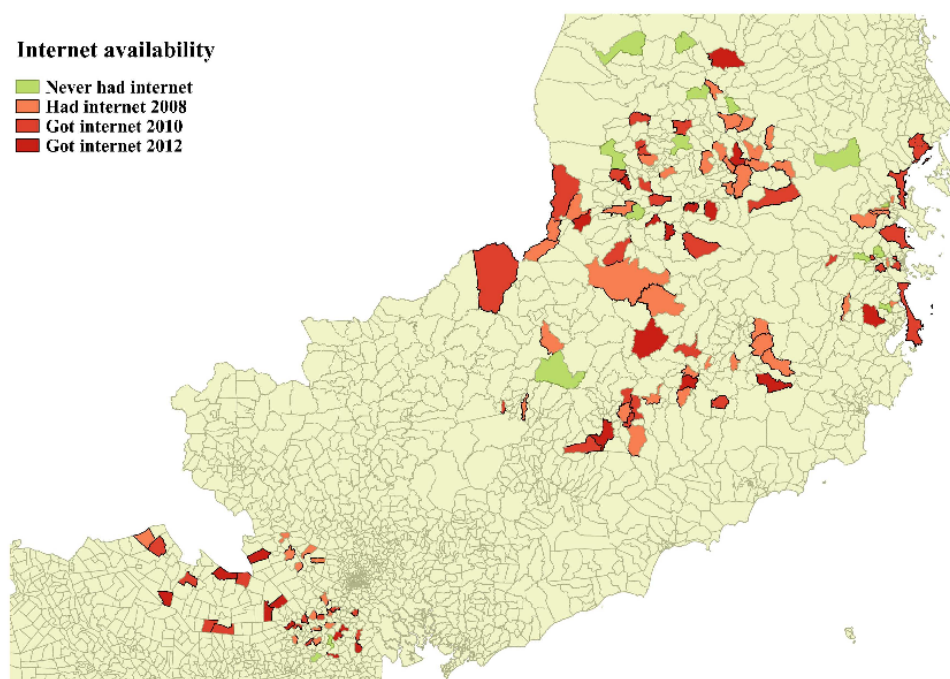 Internet availability
Never had internet
Had internet 2008
Got internet 2010
Got internet 2012